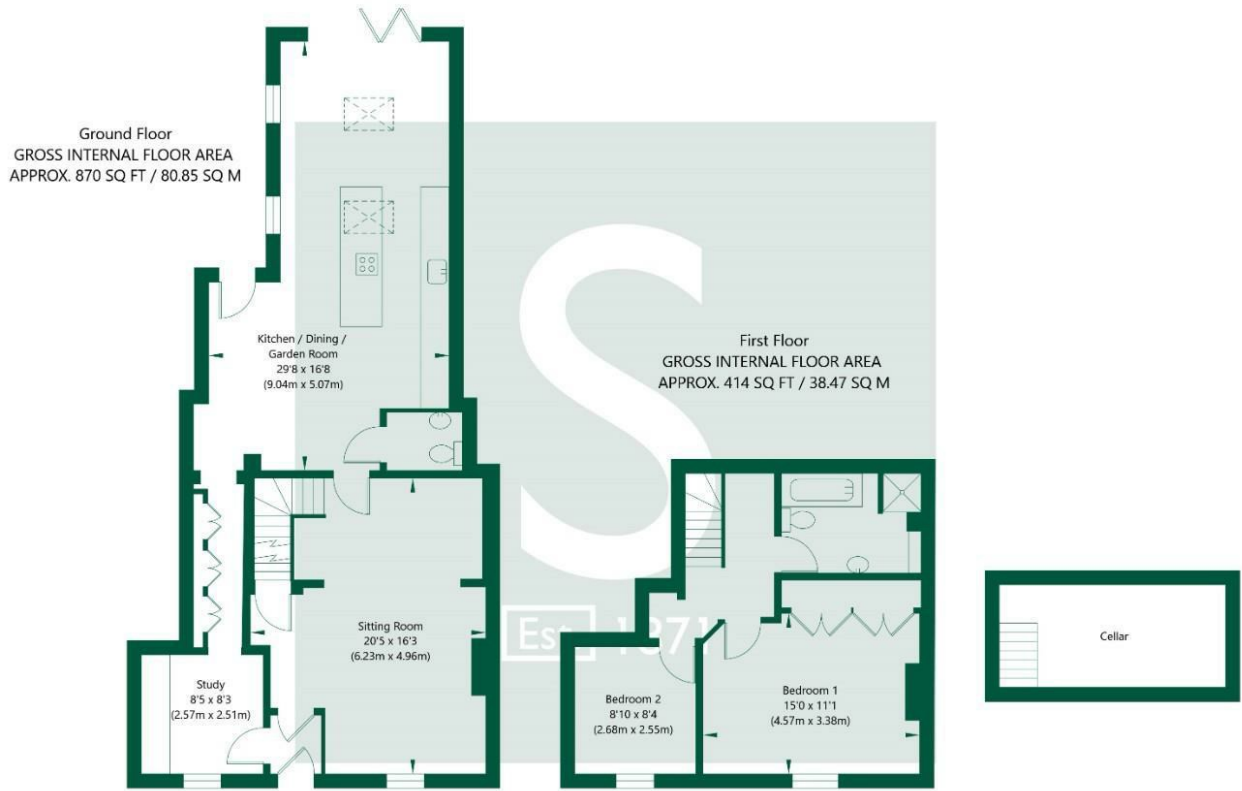 Ground Floor
GROSS INTERNAL FLOOR AREA
APPROX. 870 SQ FT / 80.85 SQ M
Kitchen / Dining /
Garden Room
29'8 x 16'8
(9.04m x 5.07m)
Sitting Room
20'5 x 16'3
(6.23m x 4.96m)
Study
8'5 x 8'3
(2.57m x 2.51m)
S
Est. 1871
First Floor
GROSS INTERNAL FLOOR AREA
APPROX. 414 SQ FT / 38.47 SQ M
Bedroom 2
8'10 x 8'4
(2.68m x 2.55m)
Bedroom 1
15'0 x 11'1
(4.57m x 3.38m)
Cellar